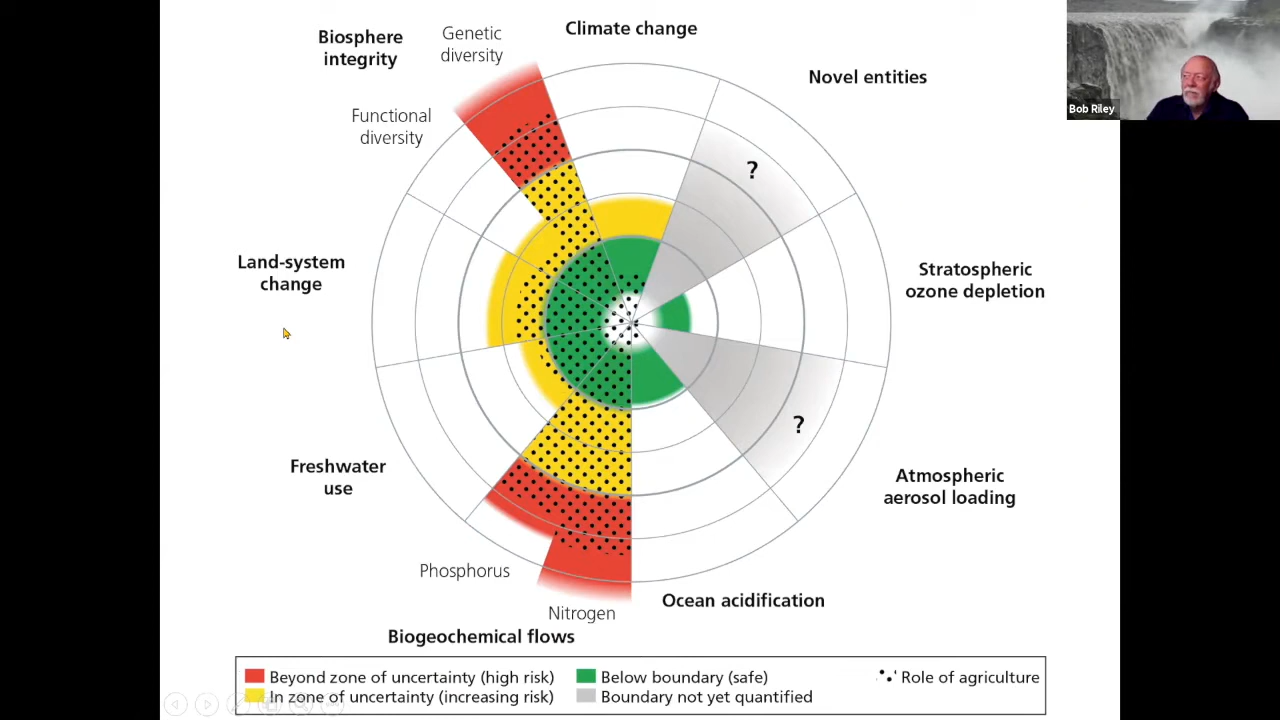 Climate change
Biosphere
integrity
Genetic
diversity
Novel entities
Bob Riley
Functional
diversity
?
Land-system
change
Stratospheric
ozone depletion
?
Freshwater
use
Atmospheric
aerosol loading
Phosphorus
Nitrogen
Ocean acidification
Biogeochemical flows
Beyond zone of uncertainty (high risk)
Below boundary (safe)
Role of agriculture
In zone of uncertainty (increasing risk)
Boundary not yet quantified